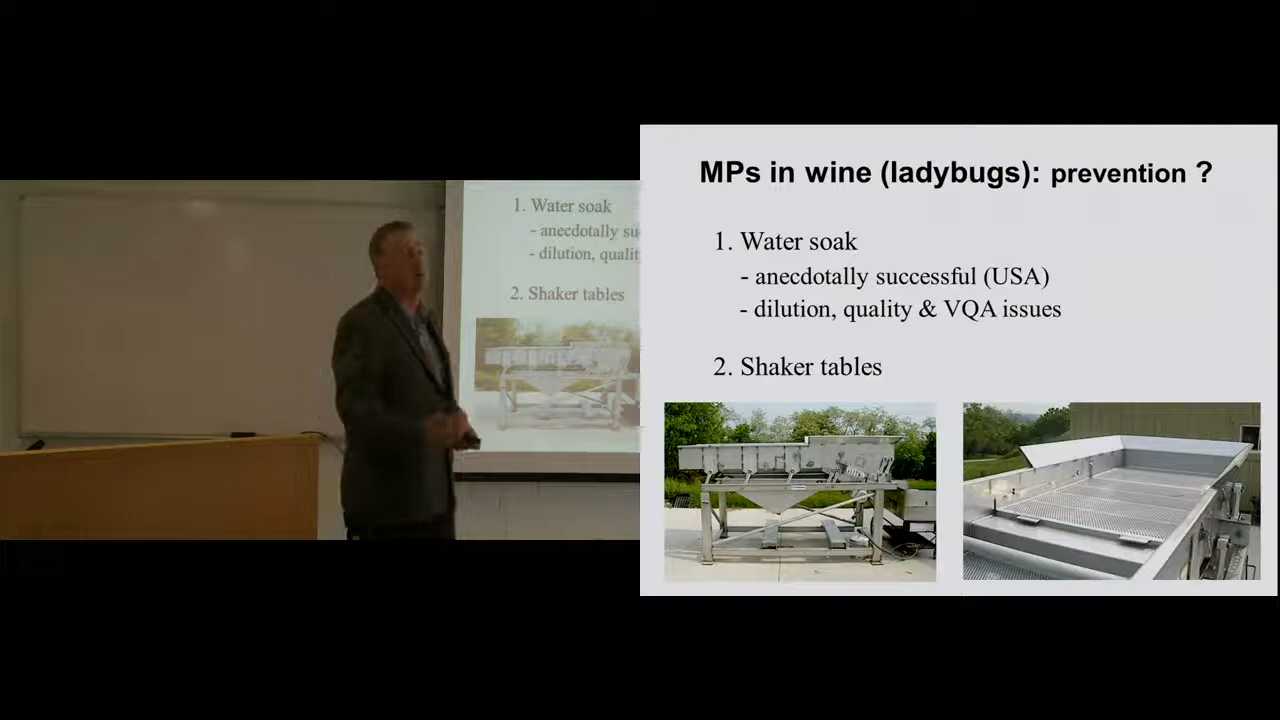 1. Water soak
- anecdotally su
- dilution, qualit
2. Shaker tables
MPs in wine (ladybugs): prevention ?
1. Water soak
- anecdotally successful (USA)
- dilution, quality & VQA issues
2. Shaker tables